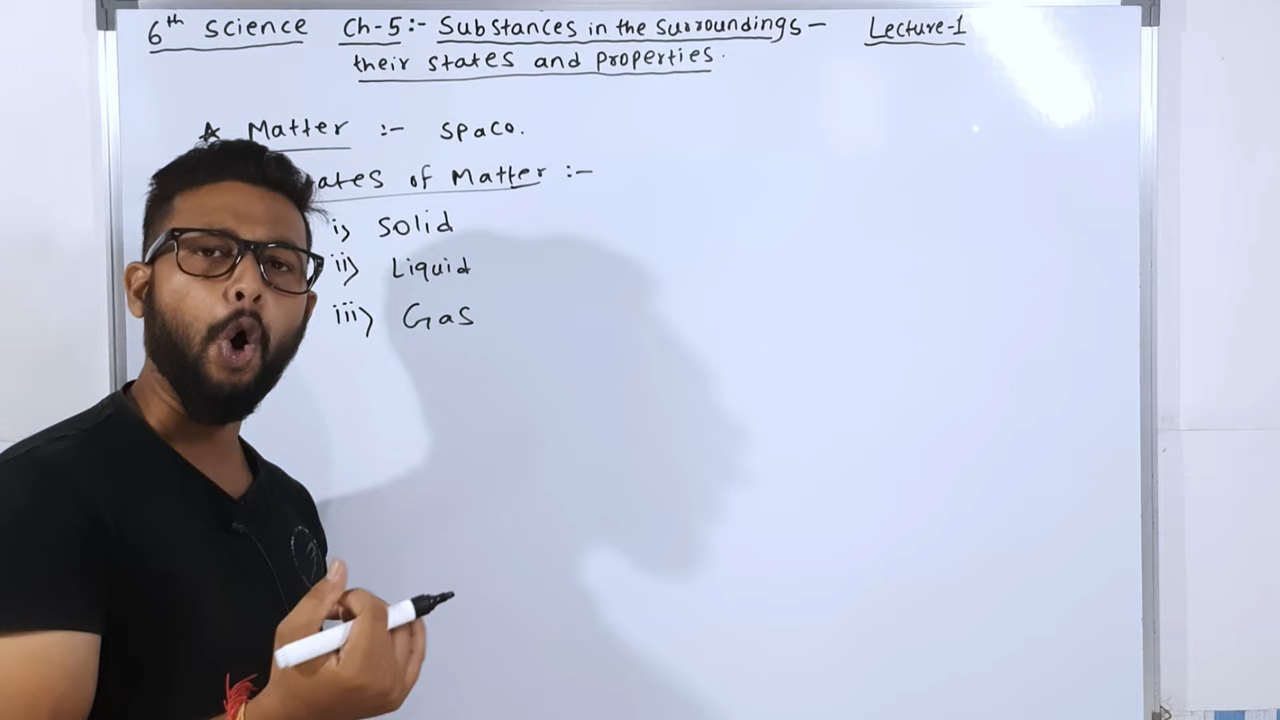 6th Science Ch-5:- Substances in the Surroundings - Lecture-1
their states and properties.
☆ Matter :- Space.
ates of Matter :-
i> Solid
ii> Liquid
iii> Gas